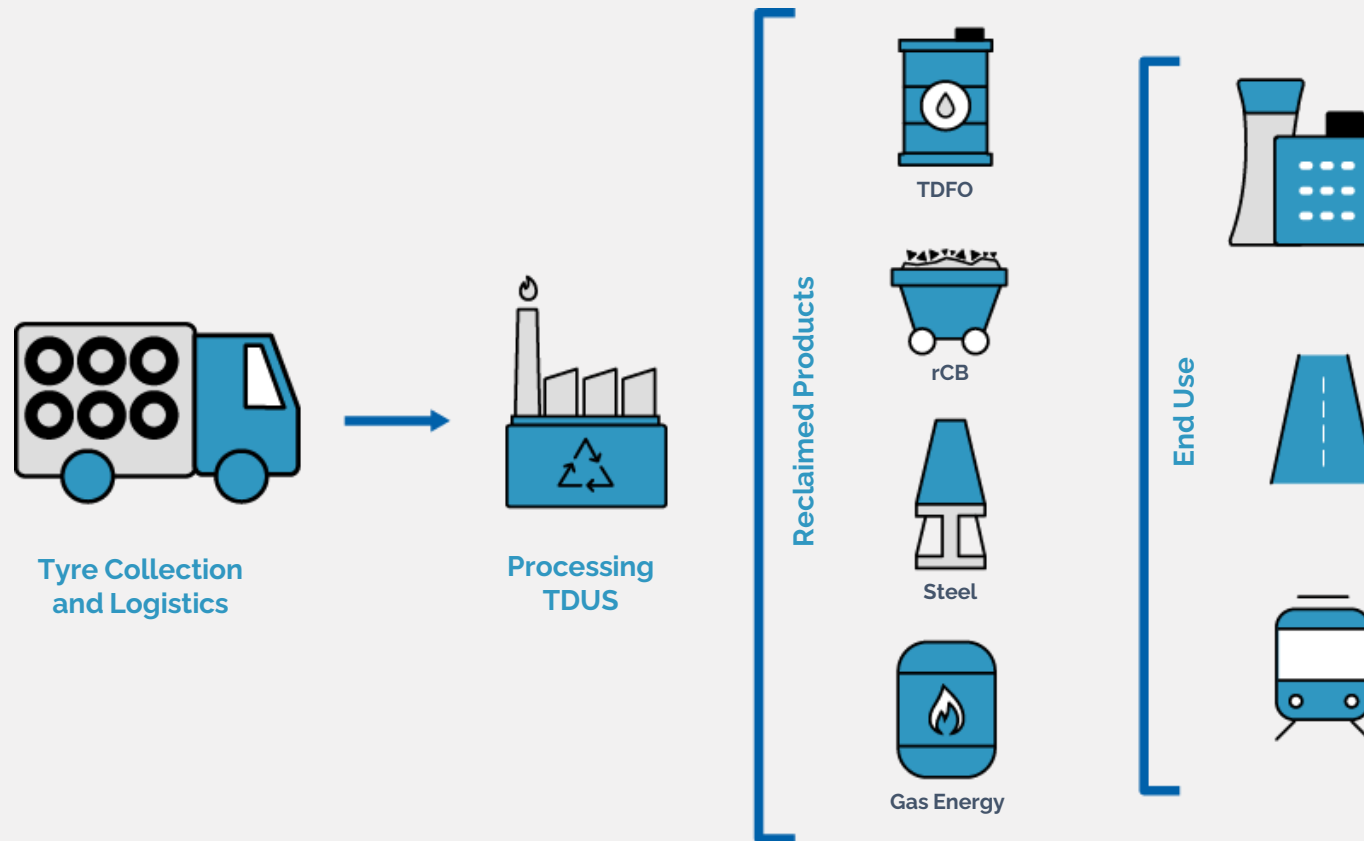 Tyre Collection
and Logistics
Processing
TDUS
Reclaimed Products
TDFO
rCB
Steel
Gas Energy
End Use